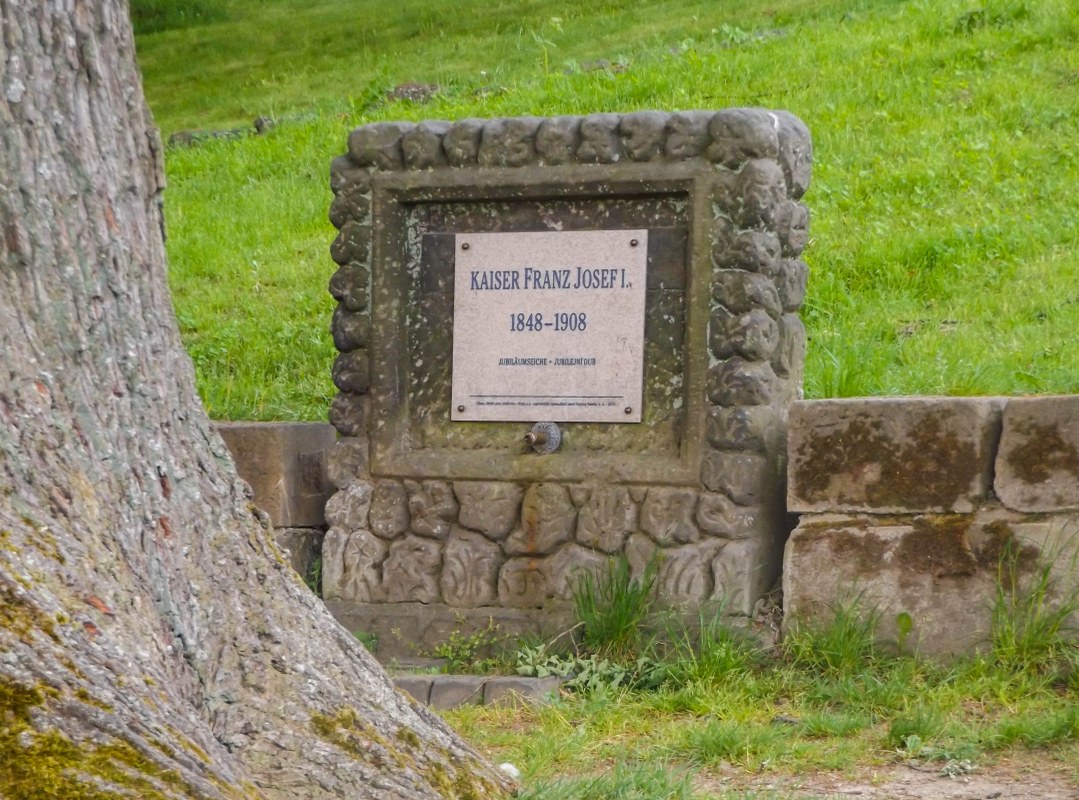 KAISER FRANZ JOSEF I.
1848–1908
JUBILÄUMSEICHE • JUBILEJNÍ DUB